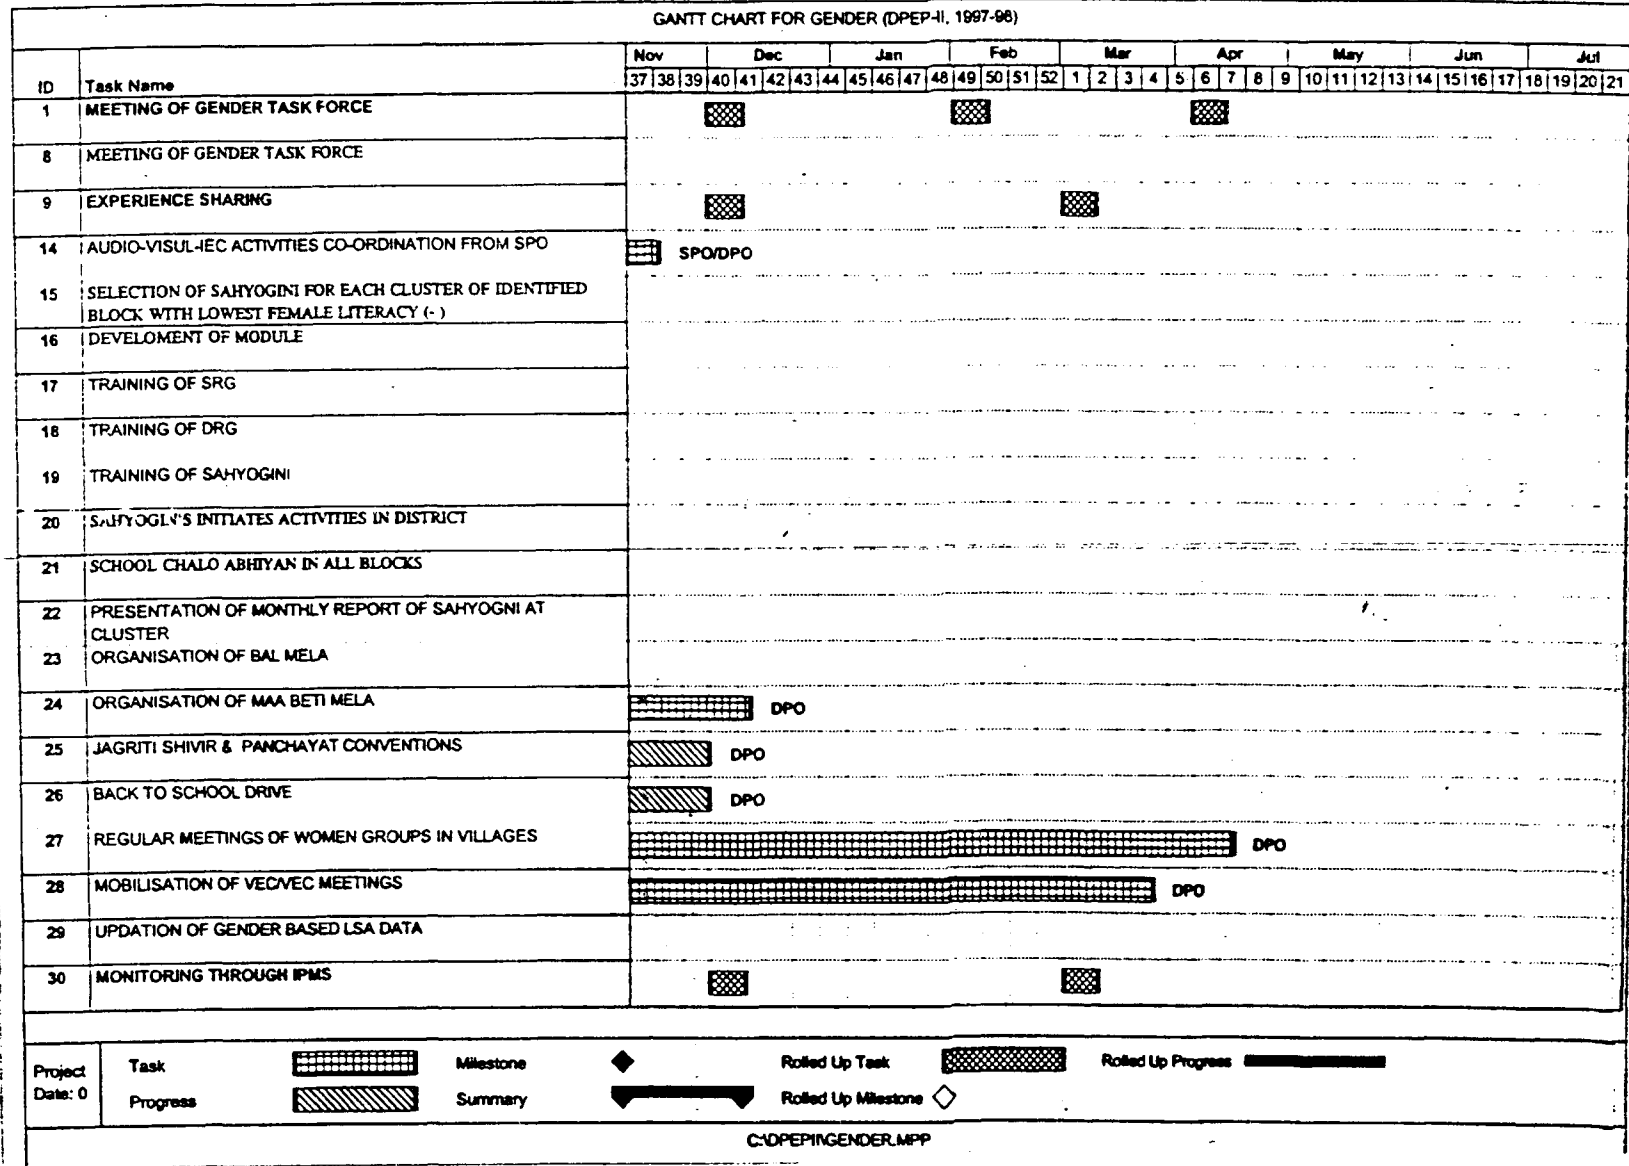 GANTT CHART FOR GENDER (DPEP-II, 1997-98)
Nov Dec Jan Feb Mar Apr May Jun Jul
ID Task Name 37 38 39 40 41 42 43 44 45 46 47 48 49 50 51 52 1 2 3 4 5 6 7 8 9 10 11 12 13 14 15 16 17 18 19 20 21
1 MEETING OF GENDER TASK FORCE
8 MEETING OF GENDER TASK FORCE
9 EXPERIENCE SHARING
14 AUDIO-VISUL-IEC ACTIVITIES CO-ORDINATION FROM SPO SPO/DPO
15 SELECTION OF SAHYOGINI FOR EACH CLUSTER OF IDENTIFIED
BLOCK WITH LOWEST FEMALE LITERACY (- )
16 DEVELOMENT OF MODULE
17 TRAINING OF SRG
18 TRAINING OF DRG
19 TRAINING OF SAHYOGINI
20 SAHYOGIN'S INITIATES ACTIVITIES IN DISTRICT
21 SCHOOL CHALO ABHIYAN IN ALL BLOCKS
22 PRESENTATION OF MONTHLY REPORT OF SAHYOGNI AT
CLUSTER
23 ORGANISATION OF BAL MELA
24 ORGANISATION OF MAA BETI MELA DPO
25 JAGRITI SHIVIR & PANCHAYAT CONVENTIONS DPO
26 BACK TO SCHOOL DRIVE DPO
27 REGULAR MEETINGS OF WOMEN GROUPS IN VILLAGES DPO
28 MOBILISATION OF VEC/VEC MEETINGS DPO
29 UPDATION OF GENDER BASED LSA DATA
30 MONITORING THROUGH IPMS
Project Task Milestone Rolled Up Task Rolled Up Progress
Date: 0 Progress Summary Rolled Up Milestone
C:\DPEPII\GENDER.MPP